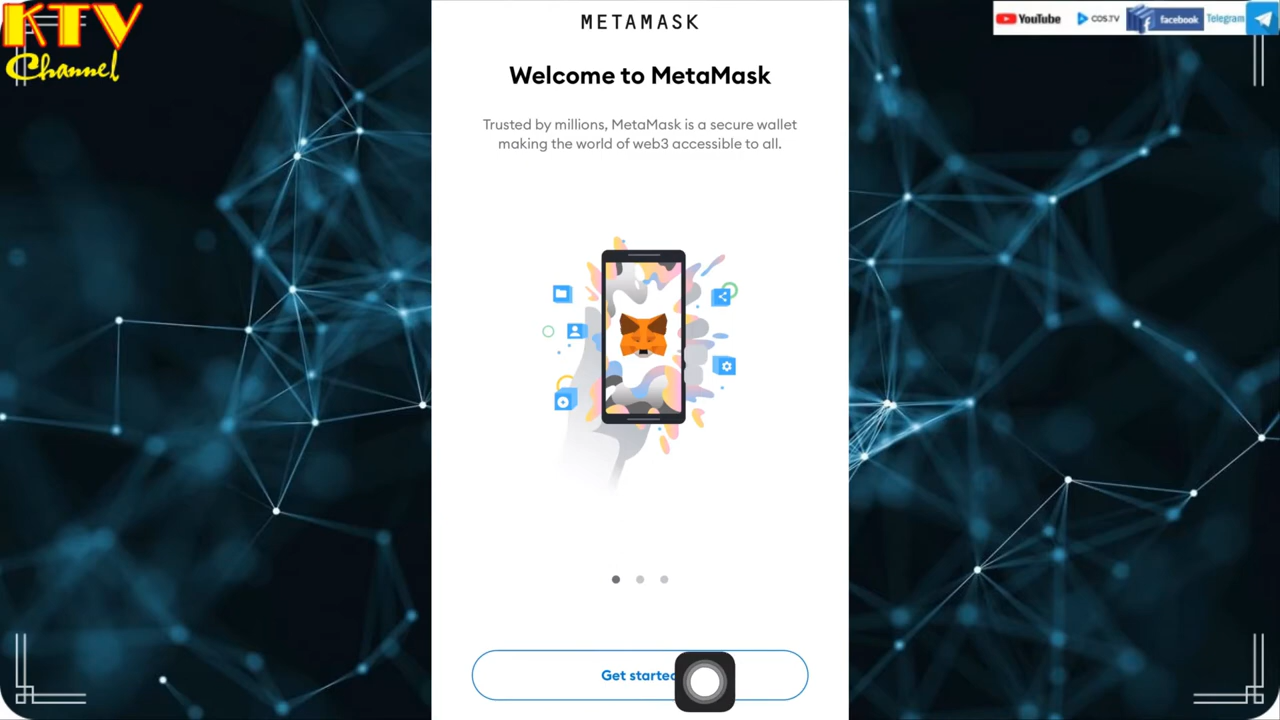 KTV
Channel
YouTube
COS.TV
facebook
Telegram
METAMASK
Welcome to MetaMask
Trusted by millions, MetaMask is a secure wallet
making the world of web3 accessible to all.
Get started